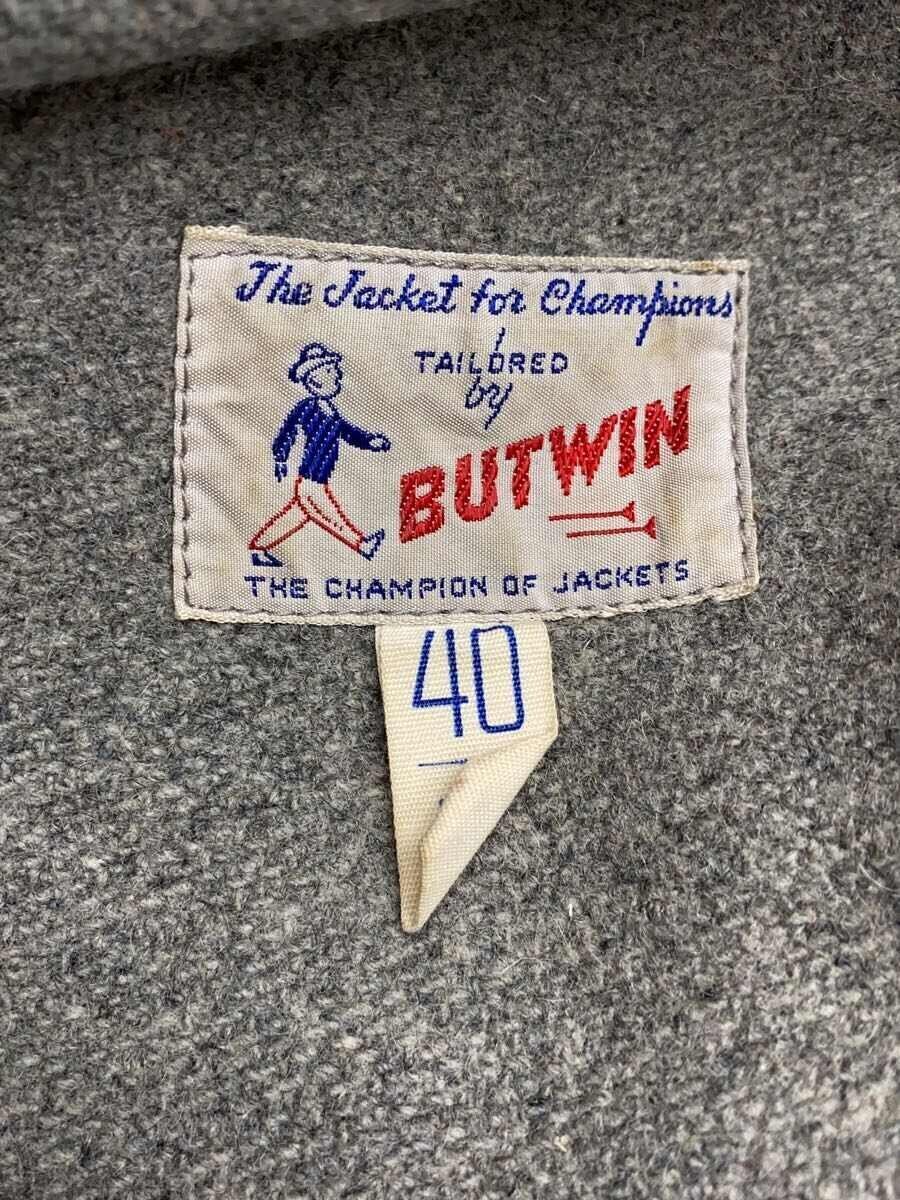 The Jacket for Champions
TAILORED
by
BUTWIN
THE CHAMPION OF JACKETS
40